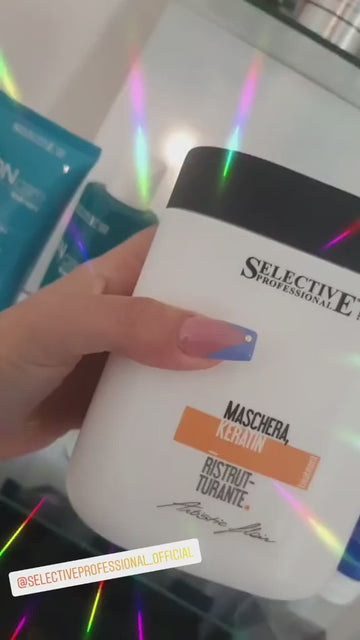 SELECTIVE
PROFESSIONAL
MASCHERA,
KERATIN
RISTRUT-
TURANTE.
Artistic Flair
@SELECTIVEPROFESSIONAL_OFFICIAL